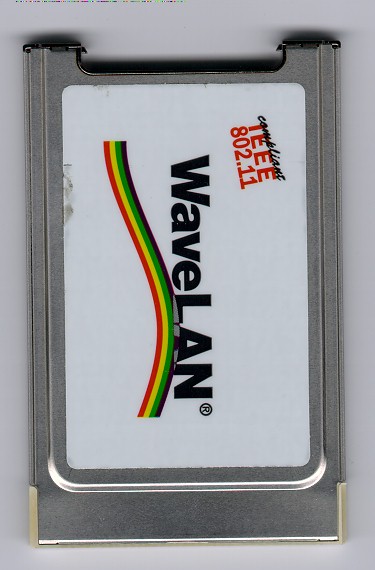 IEEE
802.11
compliant
WaveLAN®